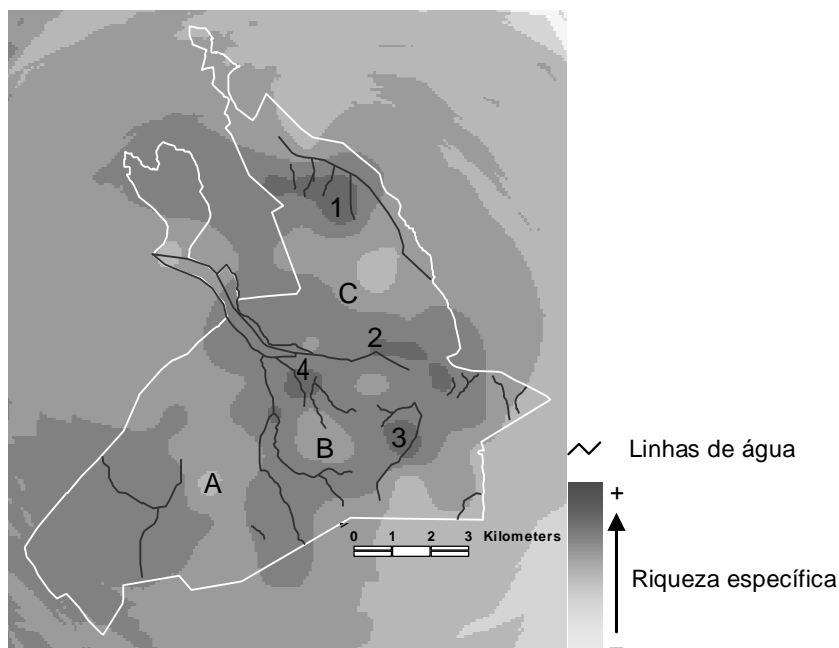 1
C
2
4
3
B
A
0 1 2 3 Kilometers
Linhas de água
+
Riqueza específica
–